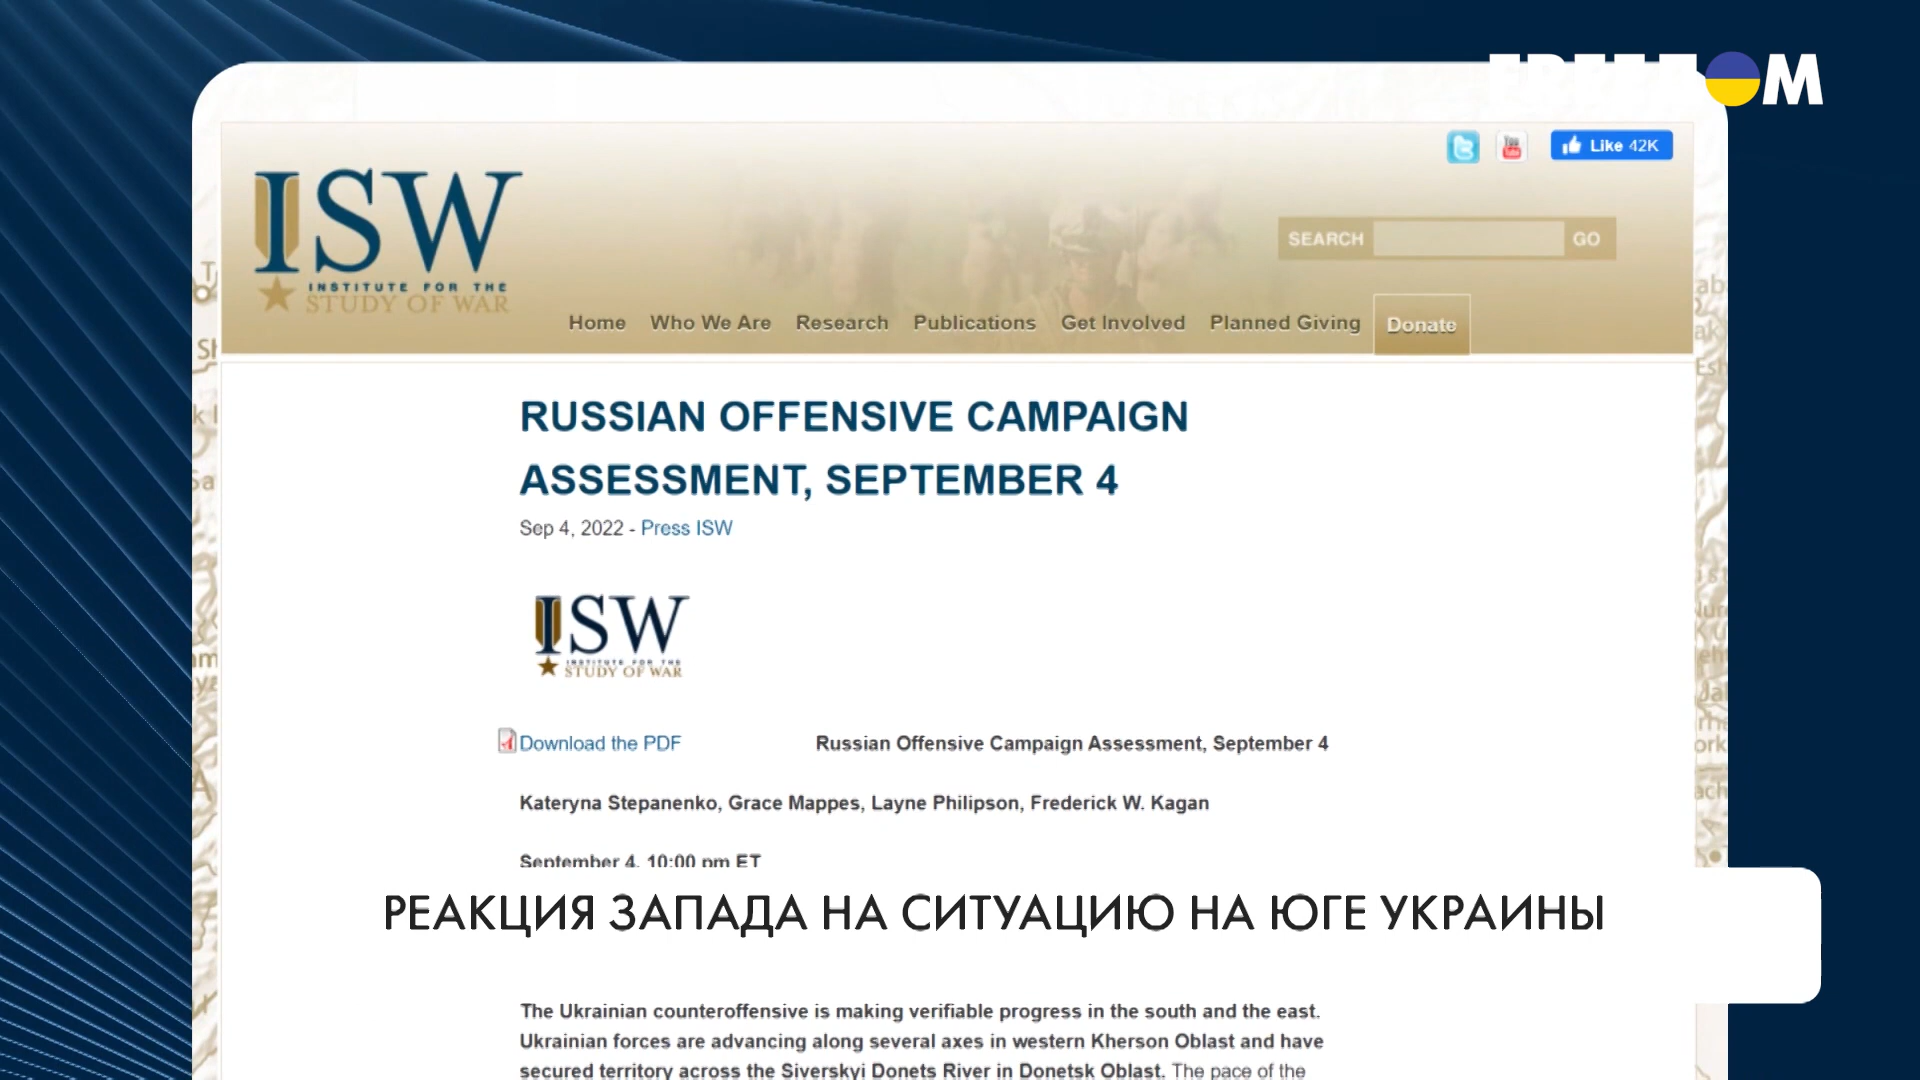 FREEDOM
Like 42K
ISW
INSTITUTE FOR THE
STUDY OF WAR
SEARCH GO
Home Who We Are Research Publications Get Involved Planned Giving Donate
RUSSIAN OFFENSIVE CAMPAIGN
ASSESSMENT, SEPTEMBER 4
Sep 4, 2022 - Press ISW
ISW
INSTITUTE FOR THE
STUDY OF WAR
Download the PDF Russian Offensive Campaign Assessment, September 4
Kateryna Stepanenko, Grace Mappes, Layne Philipson, Frederick W. Kagan
September 4, 10:00 pm ET
РЕАКЦИЯ ЗАПАДА НА СИТУАЦИЮ НА ЮГЕ УКРАИНЫ
The Ukrainian counteroffensive is making verifiable progress in the south and the east.
Ukrainian forces are advancing along several axes in western Kherson Oblast and have
secured territory across the Siverskyi Donets River in Donetsk Oblast. The pace of the